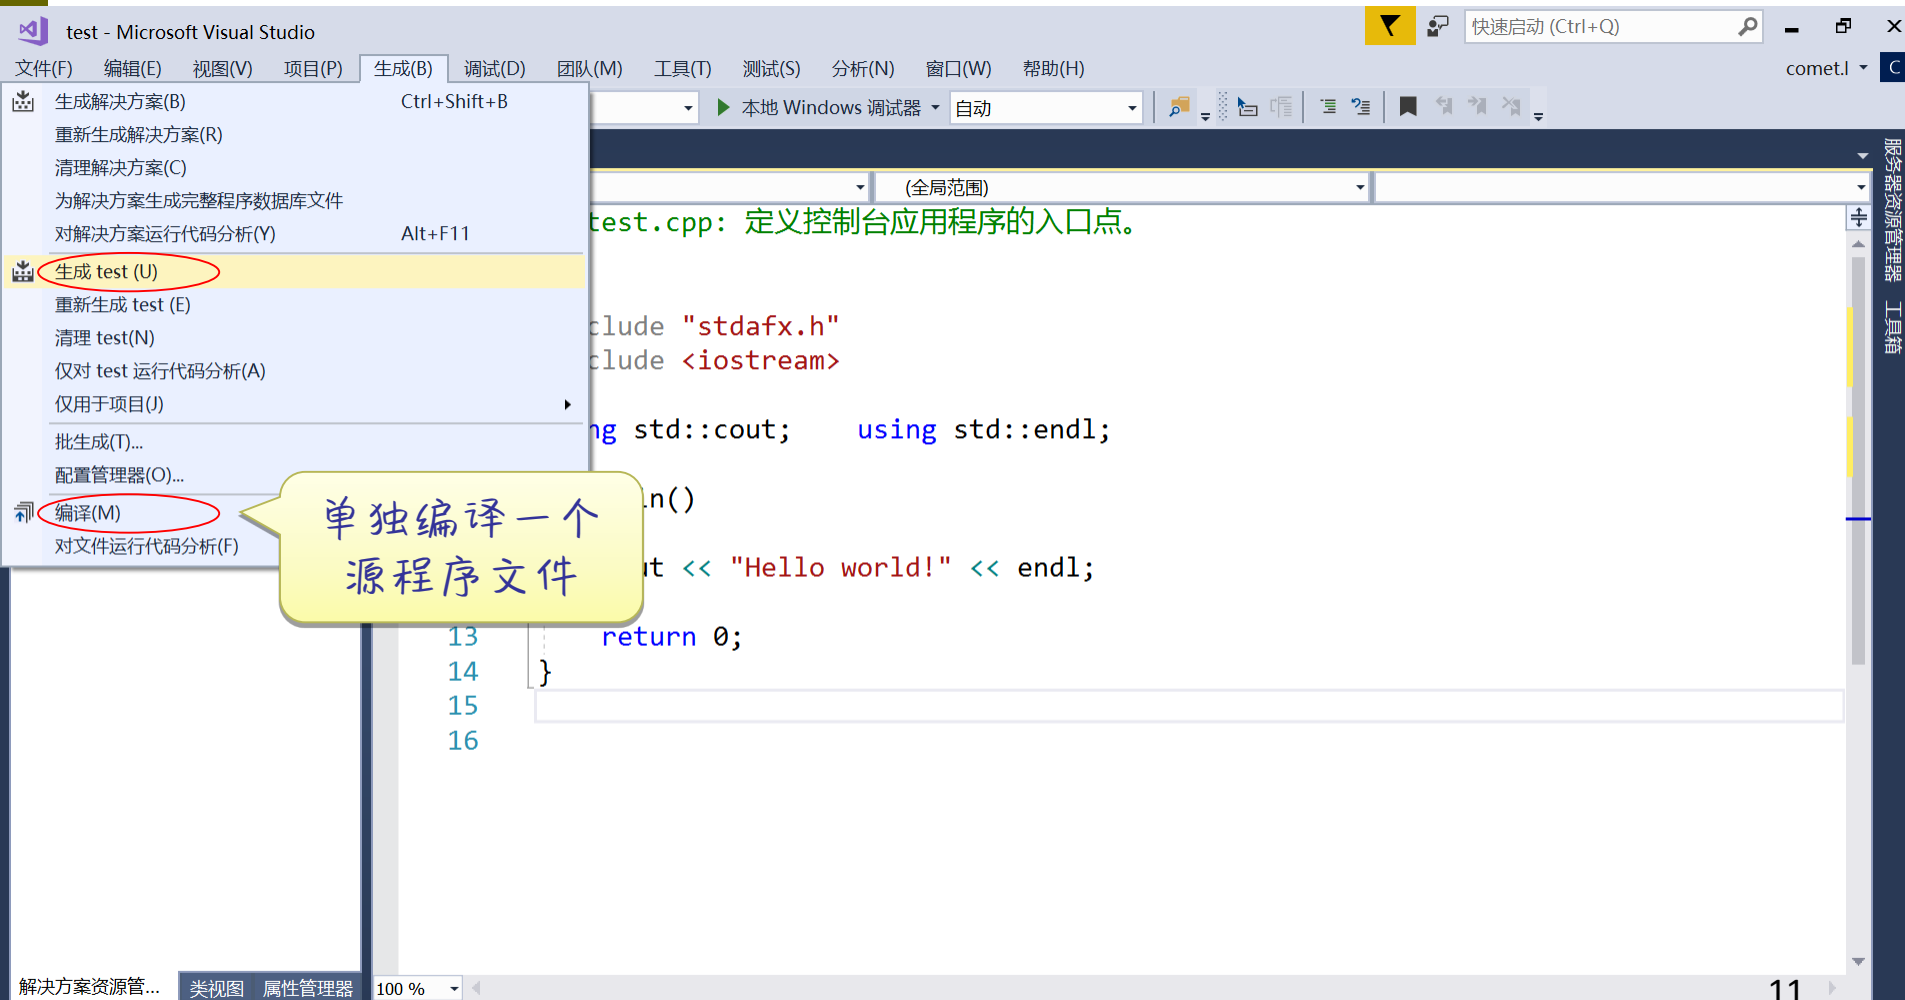 test - Microsoft Visual Studio
快速启动 (Ctrl+Q)
文件(F) 编辑(E) 视图(V) 项目(P) 生成(B) 调试(D) 团队(M) 工具(T) 测试(S) 分析(N) 窗口(W) 帮助(H)
comet.l
C
生成解决方案(B) Ctrl+Shift+B
重新生成解决方案(R)
清理解决方案(C)
为解决方案生成完整程序数据库文件
对解决方案运行代码分析(Y) Alt+F11
生成 test (U)
重新生成 test (E)
清理 test(N)
仅对 test 运行代码分析(A)
仅用于项目(J)
批生成(T)...
配置管理器(O)...
编译(M)
对文件运行代码分析(F)
单独编译一个
源程序文件
本地 Windows 调试器 自动
(全局范围)
test.cpp: 定义控制台应用程序的入口点。
clude "stdafx.h"
clude <iostream>
ng std::cout; using std::endl;
in()
ut << "Hello world!" << endl;
13 return 0;
14 }
15
16
服务器资源管理器
工具箱
解决方案资源管... 类视图 属性管理器
100 %
11